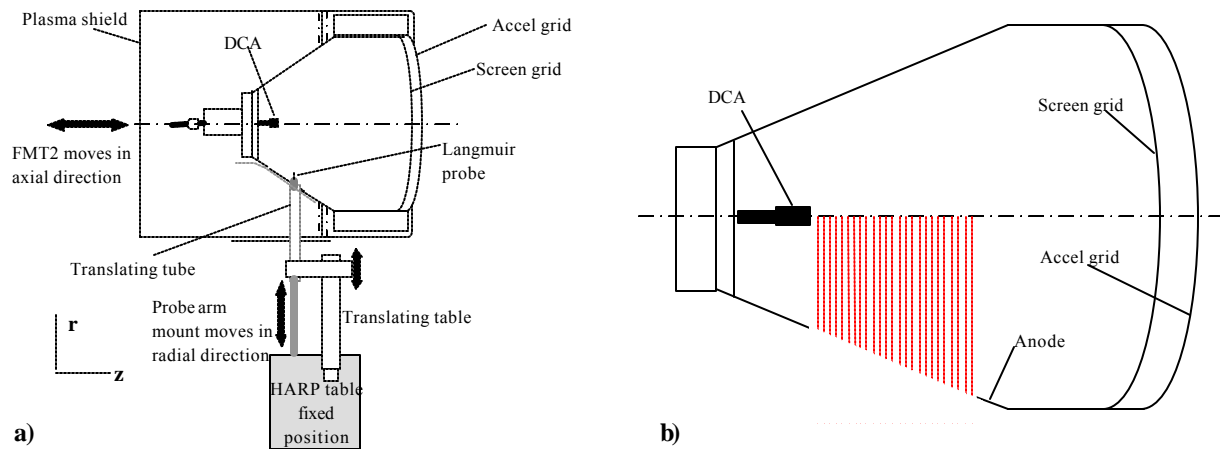 Plasma shield
DCA
Accel grid
Screen grid
FMT2 moves in
axial direction
Langmuir
probe
Translating tube
Probe arm
mount moves in
radial direction
Translating table
r
z
HARP table
fixed
position
a)
DCA
Screen grid
Accel grid
Anode
b)